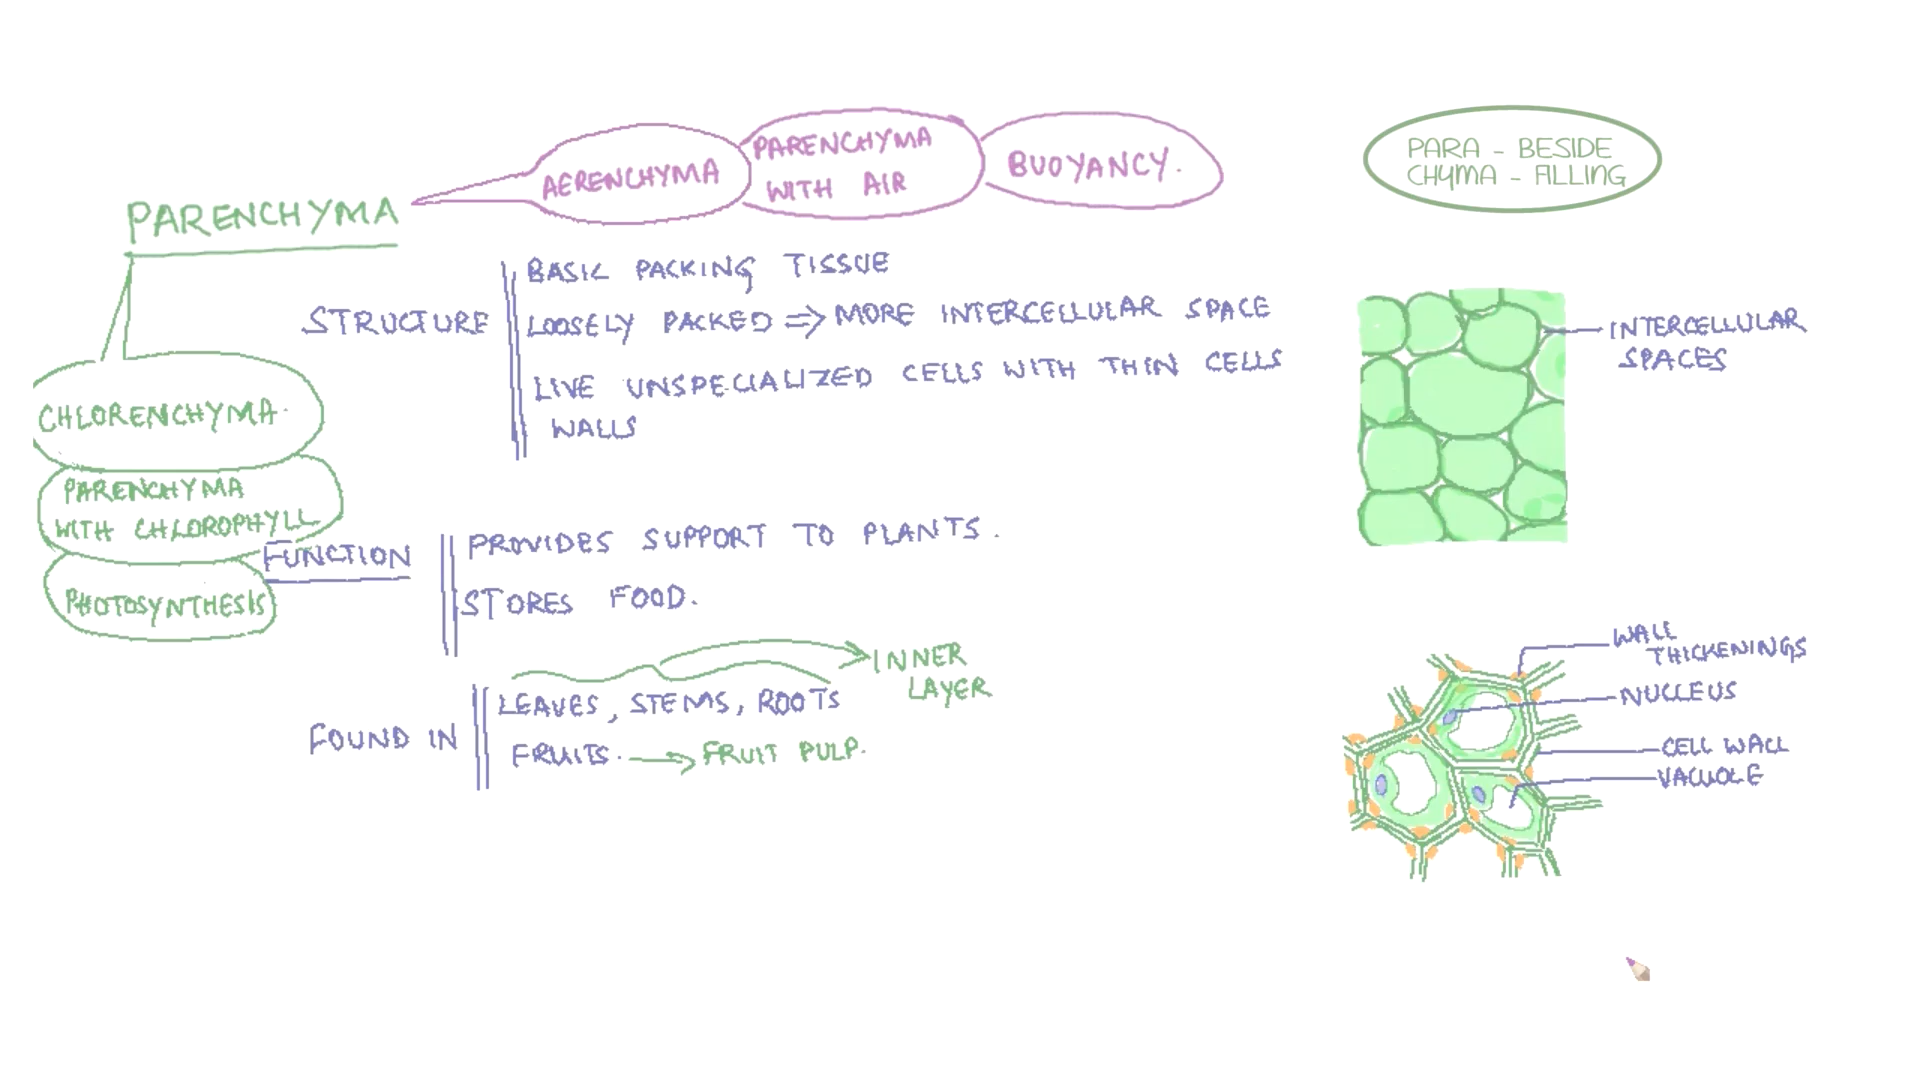 AERENCHYMA
PARENCHYMA
WITH AIR
BUOYANCY.
PARA - BESIDE
CHYMA - FILLING
PARENCHYMA
STRUCTURE
BASIC PACKING TISSUE
LOOSELY PACKED => MORE INTERCELLULAR SPACE
LIVE UNSPECIALIZED CELLS WITH THIN CELLS
WALLS
INTERCELLULAR
SPACES
CHLORENCHYMA.
PARENCHYMA
WITH CHLOROPHYLL
PHOTOSYNTHESIS
FUNCTION
PROVIDES SUPPORT TO PLANTS.
STORES FOOD.
INNER
LAYER
FOUND IN
LEAVES, STEMS, ROOTS
FRUITS. → FRUIT PULP.
WALL
THICKENINGS
NUCLEUS
CELL WALL
VACUOLE